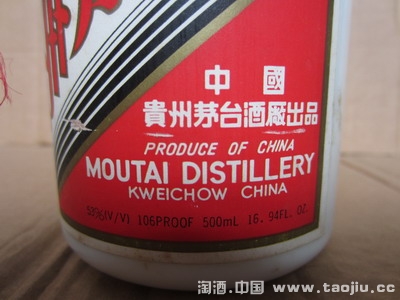 中國
貴州茅台酒厰出品
PRODUCE OF CHINA
MOUTAI DISTILLERY
KWEICHOW CHINA
53%(V/V) 106PROOF 500mL 16.94FL. OZ.
淘酒.中国 www.taojiu.cc